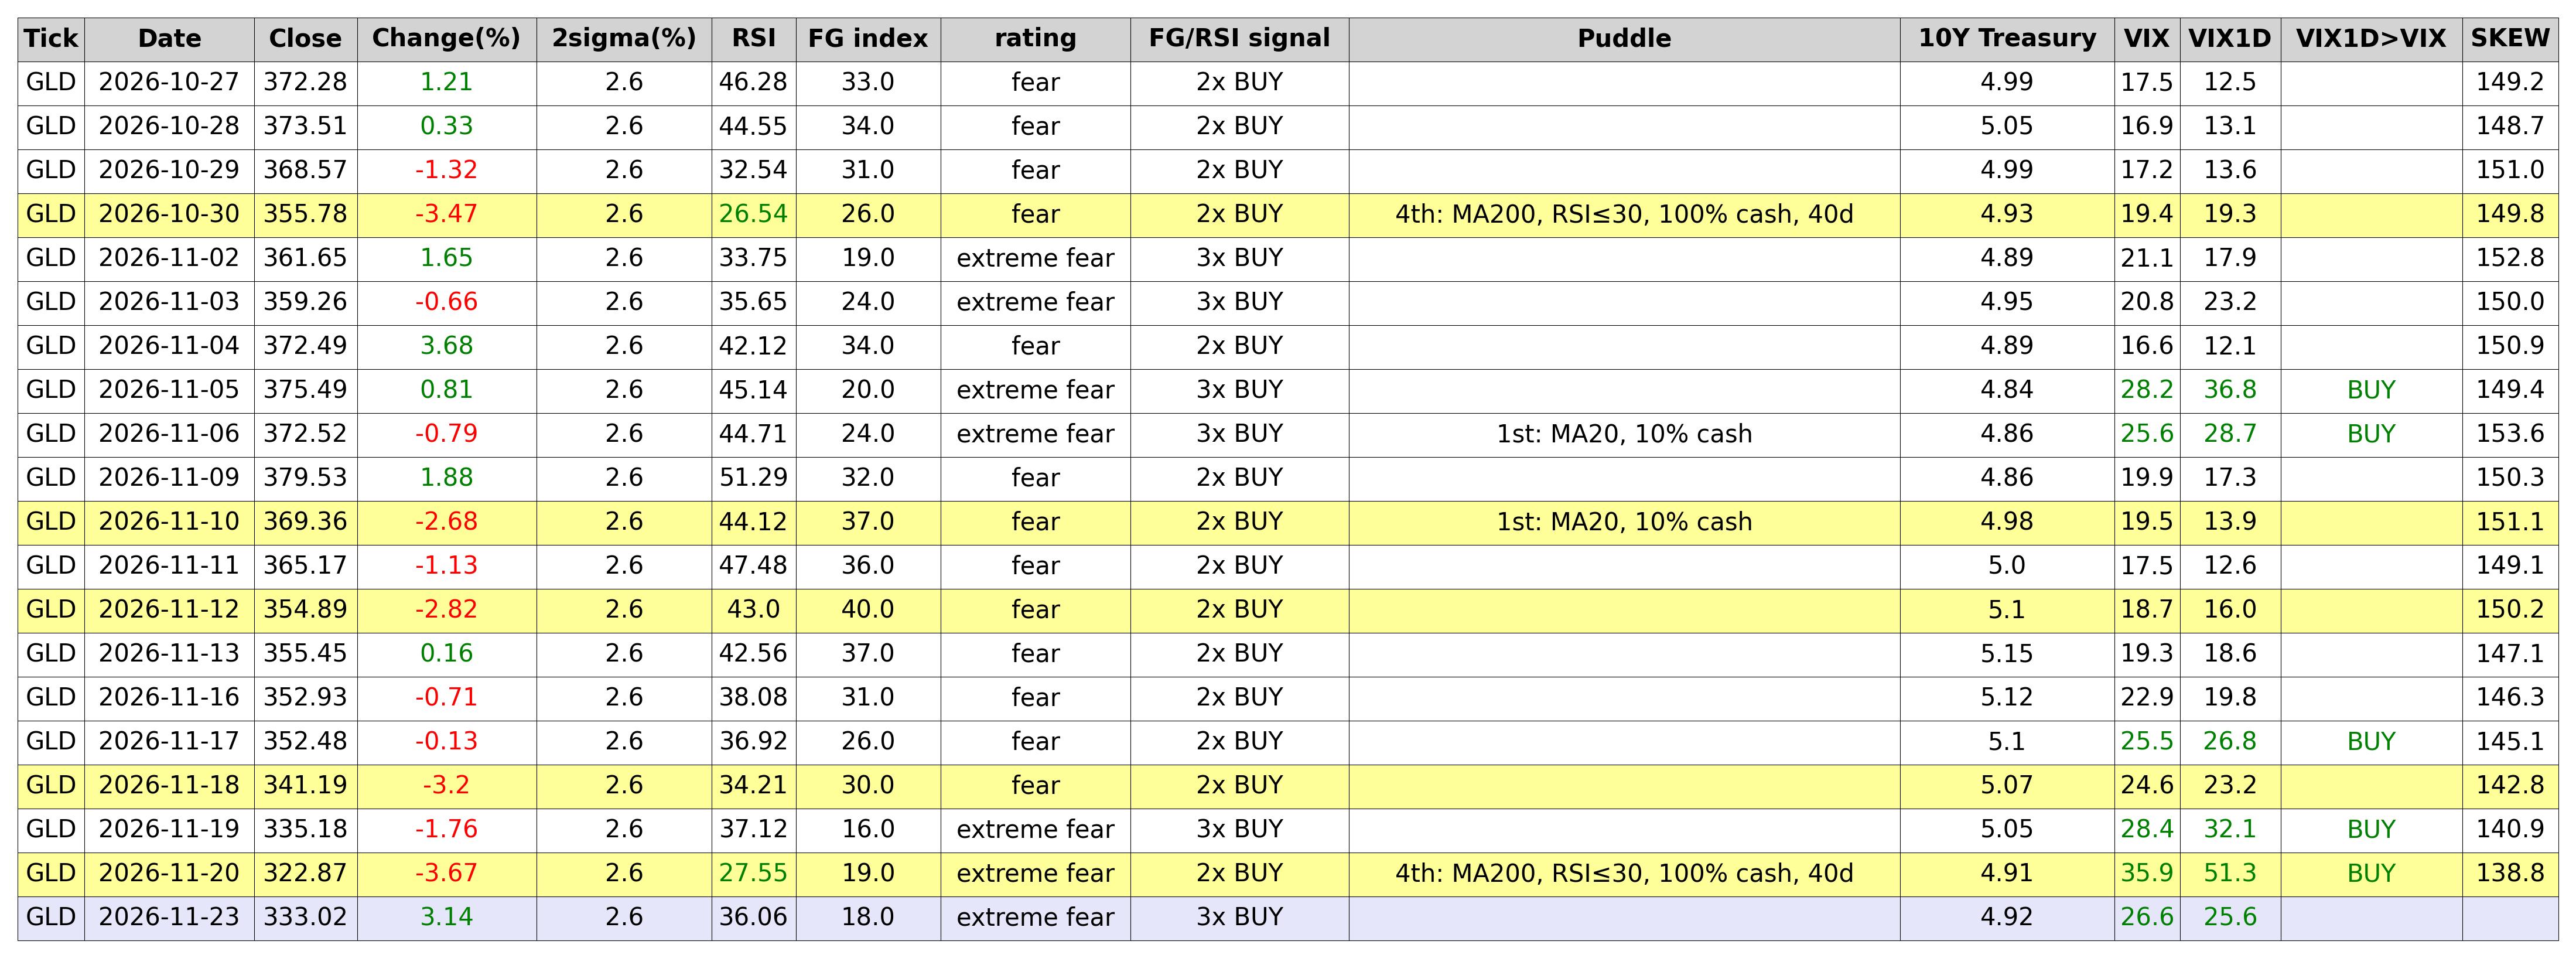 Tick Date Close Change(%) 2sigma(%) RSI FG index rating FG/RSI signal Puddle 10Y Treasury VIX VIX1D VIX1D>VIX SKEW
GLD 2026-10-27 372.28 1.21 2.6 46.28 33.0 fear 2x BUY 4.99 17.5 12.5 149.2
GLD 2026-10-28 373.51 0.33 2.6 44.55 34.0 fear 2x BUY 5.05 16.9 13.1 148.7
GLD 2026-10-29 368.57 -1.32 2.6 32.54 31.0 fear 2x BUY 4.99 17.2 13.6 151.0
GLD 2026-10-30 355.78 -3.47 2.6 26.54 26.0 fear 2x BUY 4th: MA200, RSI≤30, 100% cash, 40d 4.93 19.4 19.3 149.8
GLD 2026-11-02 361.65 1.65 2.6 33.75 19.0 extreme fear 3x BUY 4.89 21.1 17.9 152.8
GLD 2026-11-03 359.26 -0.66 2.6 35.65 24.0 extreme fear 3x BUY 4.95 20.8 23.2 150.0
GLD 2026-11-04 372.49 3.68 2.6 42.12 34.0 fear 2x BUY 4.89 16.6 12.1 150.9
GLD 2026-11-05 375.49 0.81 2.6 45.14 20.0 extreme fear 3x BUY 4.84 28.2 36.8 BUY 149.4
GLD 2026-11-06 372.52 -0.79 2.6 44.71 24.0 extreme fear 3x BUY 1st: MA20, 10% cash 4.86 25.6 28.7 BUY 153.6
GLD 2026-11-09 379.53 1.88 2.6 51.29 32.0 fear 2x BUY 4.86 19.9 17.3 150.3
GLD 2026-11-10 369.36 -2.68 2.6 44.12 37.0 fear 2x BUY 1st: MA20, 10% cash 4.98 19.5 13.9 151.1
GLD 2026-11-11 365.17 -1.13 2.6 47.48 36.0 fear 2x BUY 5.0 17.5 12.6 149.1
GLD 2026-11-12 354.89 -2.82 2.6 43.0 40.0 fear 2x BUY 5.1 18.7 16.0 150.2
GLD 2026-11-13 355.45 0.16 2.6 42.56 37.0 fear 2x BUY 5.15 19.3 18.6 147.1
GLD 2026-11-16 352.93 -0.71 2.6 38.08 31.0 fear 2x BUY 5.12 22.9 19.8 146.3
GLD 2026-11-17 352.48 -0.13 2.6 36.92 26.0 fear 2x BUY 5.1 25.5 26.8 BUY 145.1
GLD 2026-11-18 341.19 -3.2 2.6 34.21 30.0 fear 2x BUY 5.07 24.6 23.2 142.8
GLD 2026-11-19 335.18 -1.76 2.6 37.12 16.0 extreme fear 3x BUY 5.05 28.4 32.1 BUY 140.9
GLD 2026-11-20 322.87 -3.67 2.6 27.55 19.0 extreme fear 2x BUY 4th: MA200, RSI≤30, 100% cash, 40d 4.91 35.9 51.3 BUY 138.8
GLD 2026-11-23 333.02 3.14 2.6 36.06 18.0 extreme fear 3x BUY 4.92 26.6 25.6